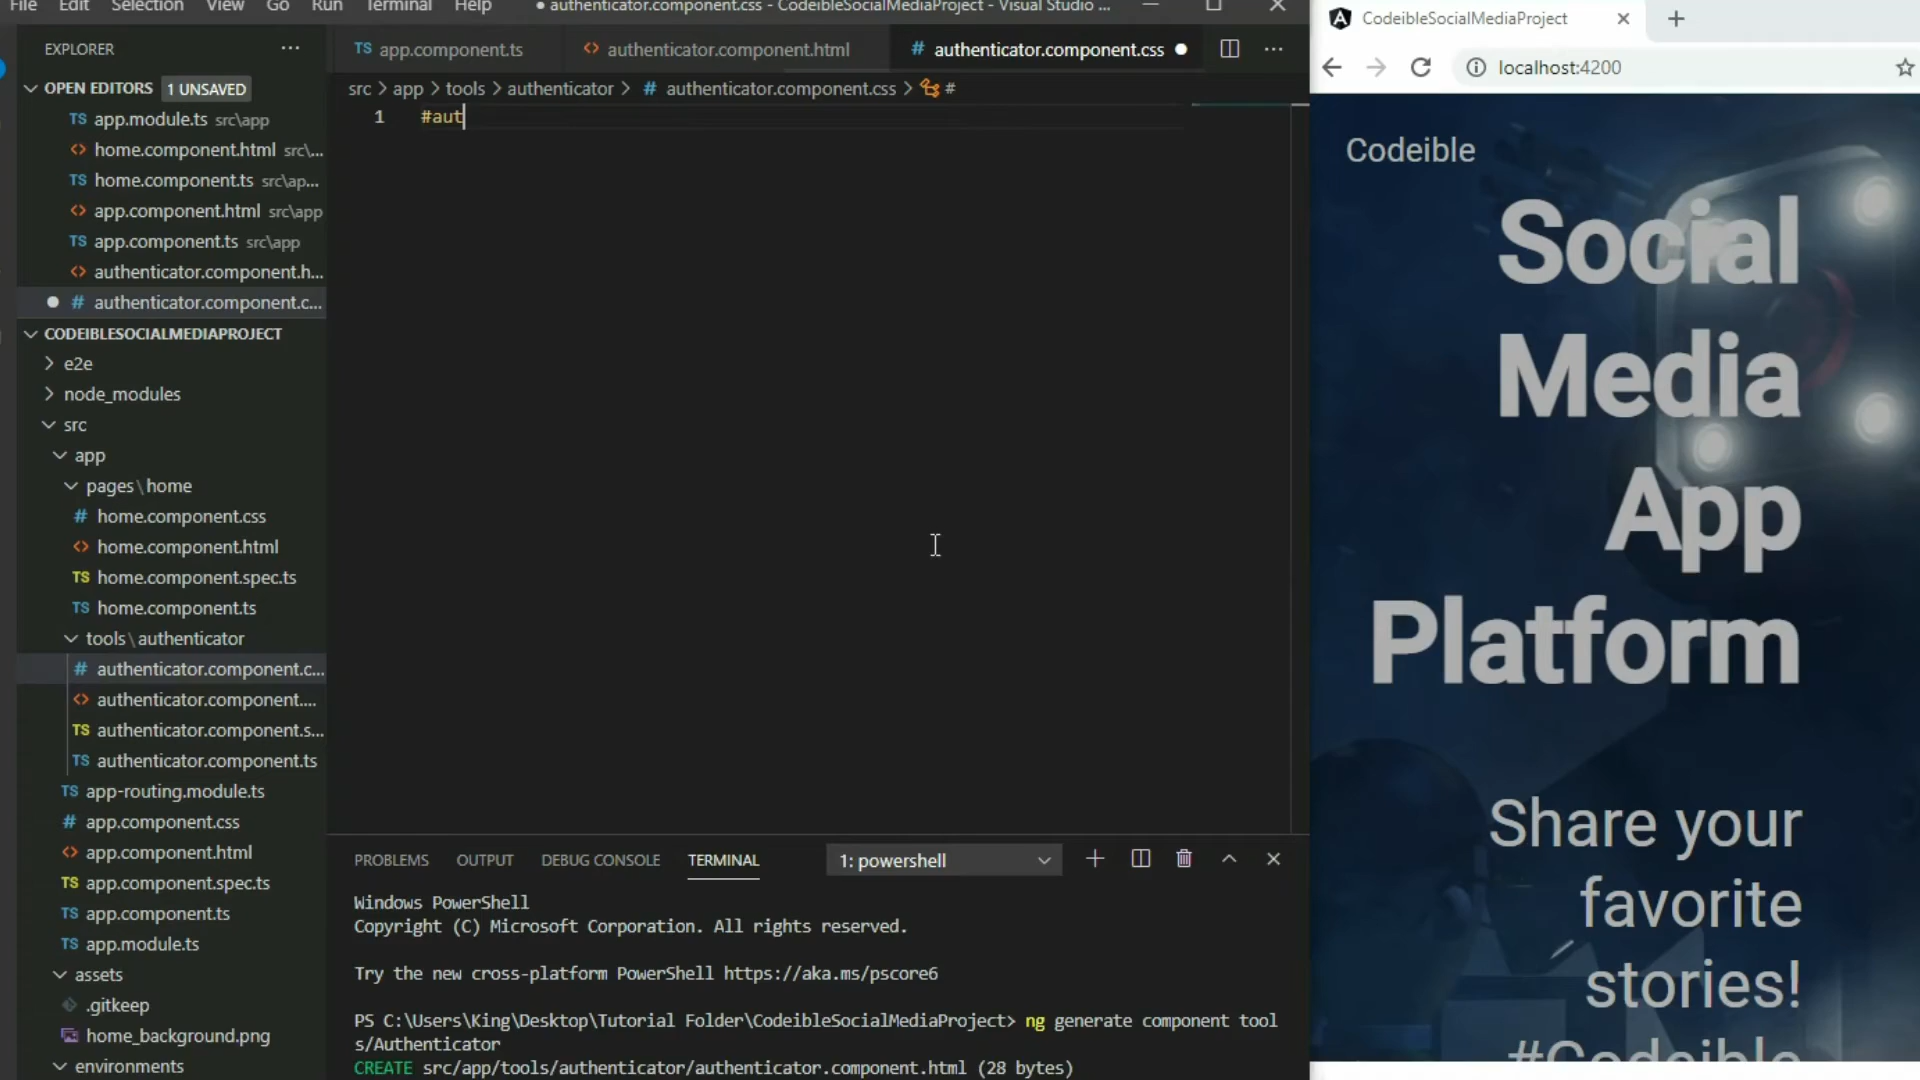 File Edit Selection View Go Run Terminal Help ● authenticator.component.css - CodeibleSocialMediaProject - Visual Studio ...
EXPLORER ···
OPEN EDITORS 1 UNSAVED
TS app.module.ts src\app
<> home.component.html src\...
TS home.component.ts src\ap...
<> app.component.html src\app
TS app.component.ts src\app
<> authenticator.component.h...
● # authenticator.component.c...
CODEIBLESOCIALMEDIAPROJECT
e2e
node_modules
src
app
pages\home
# home.component.css
<> home.component.html
TS home.component.spec.ts
TS home.component.ts
tools\authenticator
# authenticator.component.c...
<> authenticator.component....
TS authenticator.component.s...
TS authenticator.component.ts
TS app-routing.module.ts
# app.component.css
<> app.component.html
TS app.component.spec.ts
TS app.component.ts
TS app.module.ts
assets
.gitkeep
home_background.png
environments
TS app.component.ts <> authenticator.component.html # authenticator.component.css ● ···
src > app > tools > authenticator > # authenticator.component.css > #
1 #aut
PROBLEMS OUTPUT DEBUG CONSOLE TERMINAL 1: powershell
Windows PowerShell
Copyright (C) Microsoft Corporation. All rights reserved.
Try the new cross-platform PowerShell https://aka.ms/pscore6
PS C:\Users\King\Desktop\Tutorial Folder\CodeibleSocialMediaProject> ng generate component tool
s/Authenticator
CREATE src/app/tools/authenticator/authenticator.component.html (28 bytes)
CodeibleSocialMediaProject
localhost:4200
Codeible
Social
Media
App
Platform
Share your
favorite
stories!
#Codeible